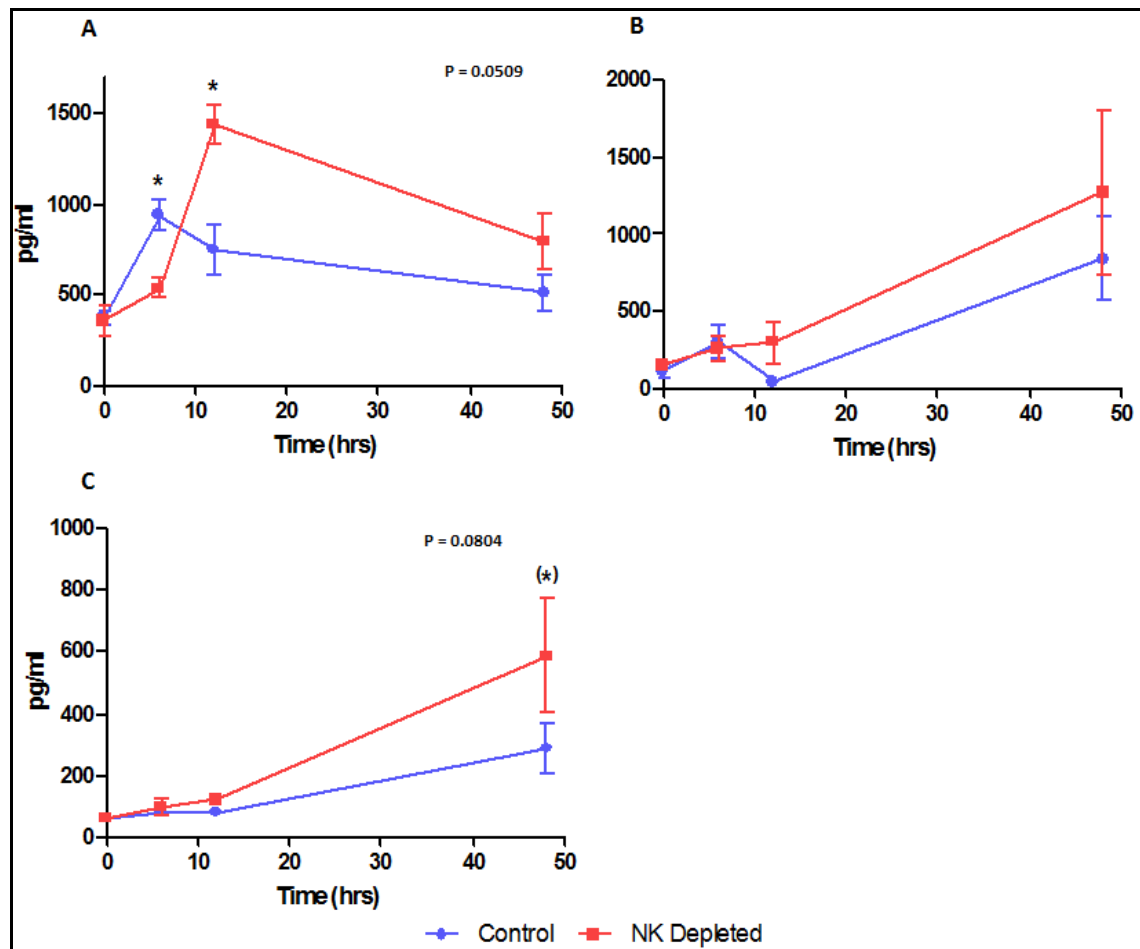 A
P = 0.0509
*
*
1500
1000
500
0
pg/ml
0 10 20 30 40 50
Time (hrs)
B
2000
1500
1000
500
0
0 10 20 30 40 50
Time (hrs)
C
P = 0.0804
(*)
1000
800
600
400
200
0
pg/ml
0 10 20 30 40 50
Time (hrs)
Control NK Depleted